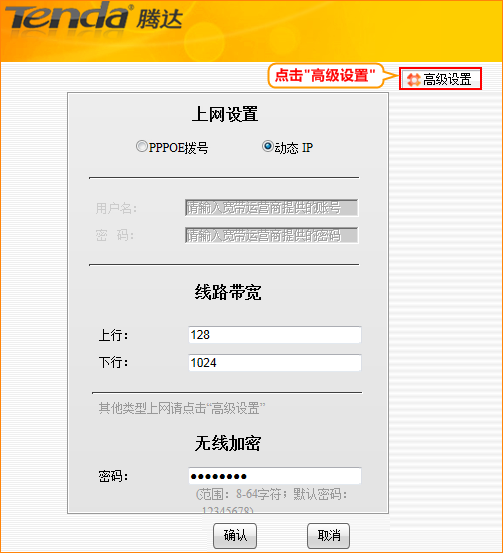 Tenda® 腾达
点击"高级设置"
高级设置
上网设置
PPPOE拨号 动态 IP
用户名： 请输入宽带运营商提供的账号
密 码： 请输入宽带运营商提供的密码
线路带宽
上行： 128
下行： 1024
其他类型上网请点击“高级设置”
无线加密
密码： ●●●●●●●●
(范围：8-64字符；默认密码：
12345678)
确认 取消